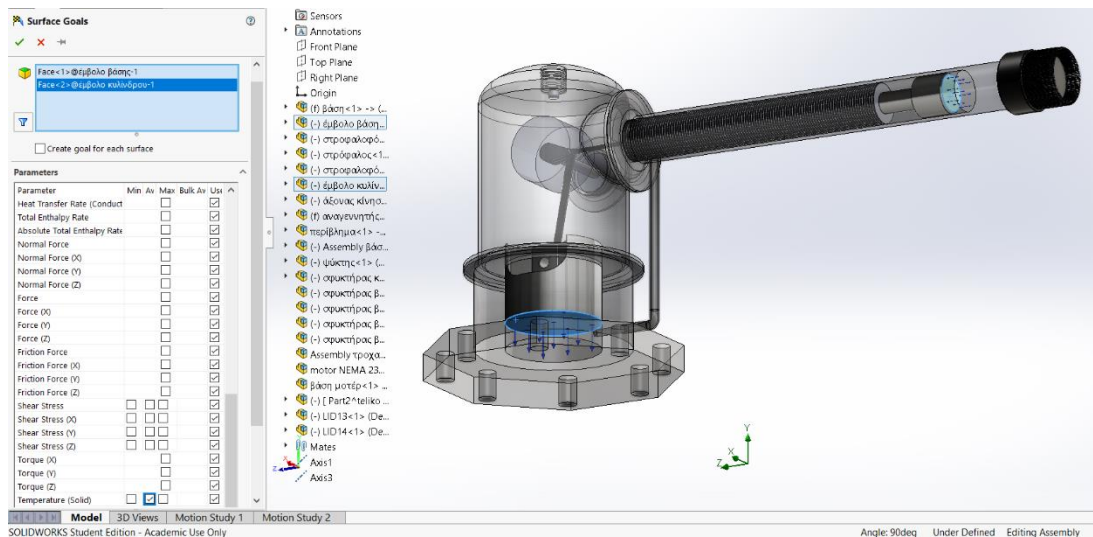 Surface Goals
Face<1>@έμβολο βάσης-1
Face<2>@έμβολο κυλίνδρου-1
Create goal for each surface
Parameters
Parameter Min Av Max Bulk Av Use
Heat Transfer Rate (Conduct
Total Enthalpy Rate
Absolute Total Enthalpy Rate
Normal Force
Normal Force (X)
Normal Force (Y)
Normal Force (Z)
Force
Force (X)
Force (Y)
Force (Z)
Friction Force
Friction Force (X)
Friction Force (Y)
Friction Force (Z)
Shear Stress
Shear Stress (X)
Shear Stress (Y)
Shear Stress (Z)
Torque (X)
Torque (Y)
Torque (Z)
Temperature (Solid)
Sensors
Annotations
Front Plane
Top Plane
Right Plane
Origin
(f) βάση<1> -> (...
(-) έμβολο βάση...
(-) στροφαλοφό...
(-) στρόφαλος<1...
(-) στροφαλοφό...
(-) έμβολο κυλίν...
(-) άξονας κίνησ...
(f) αναγεννητής...
περίβλημα<1> -...
(-) Assembly βάσ...
(-) ψύκτης<1> (...
(-) σφυκτήρας κ...
(-) σφυκτήρας β...
(-) σφυκτήρας β...
(-) σφυκτήρας β...
(-) σφυκτήρας β...
Assembly τροχα...
motor NEMA 23...
βάση μοτέρ<1> ...
(-) [ Part2^teliko ...
(-) LID13<1> (De...
(-) LID14<1> (De...
Mates
Axis1
Axis3
Y
X
Z
X
Z
Model 3D Views Motion Study 1 Motion Study 2
SOLIDWORKS Student Edition - Academic Use Only
Angle: 90deg Under Defined Editing Assembly